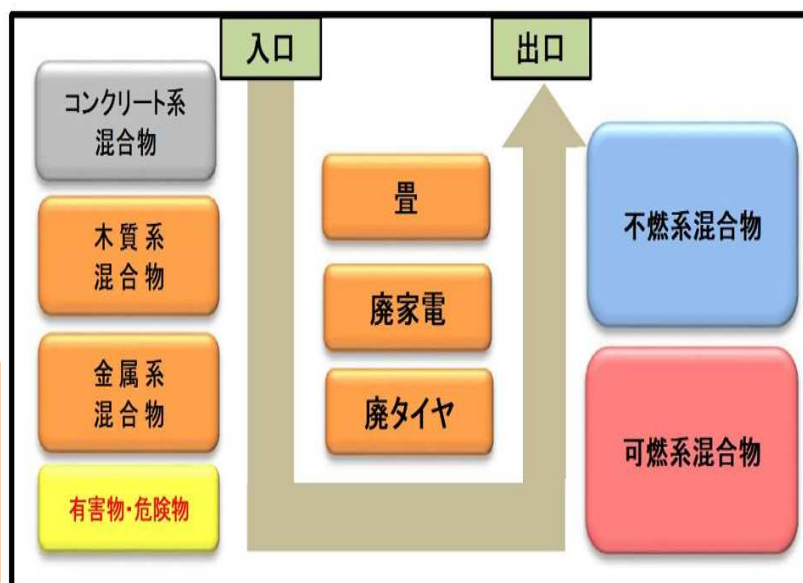 入口
出口
コンクリート系
混合物
木質系
混合物
金属系
混合物
有害物・危険物
畳
廃家電
廃タイヤ
不燃系混合物
可燃系混合物